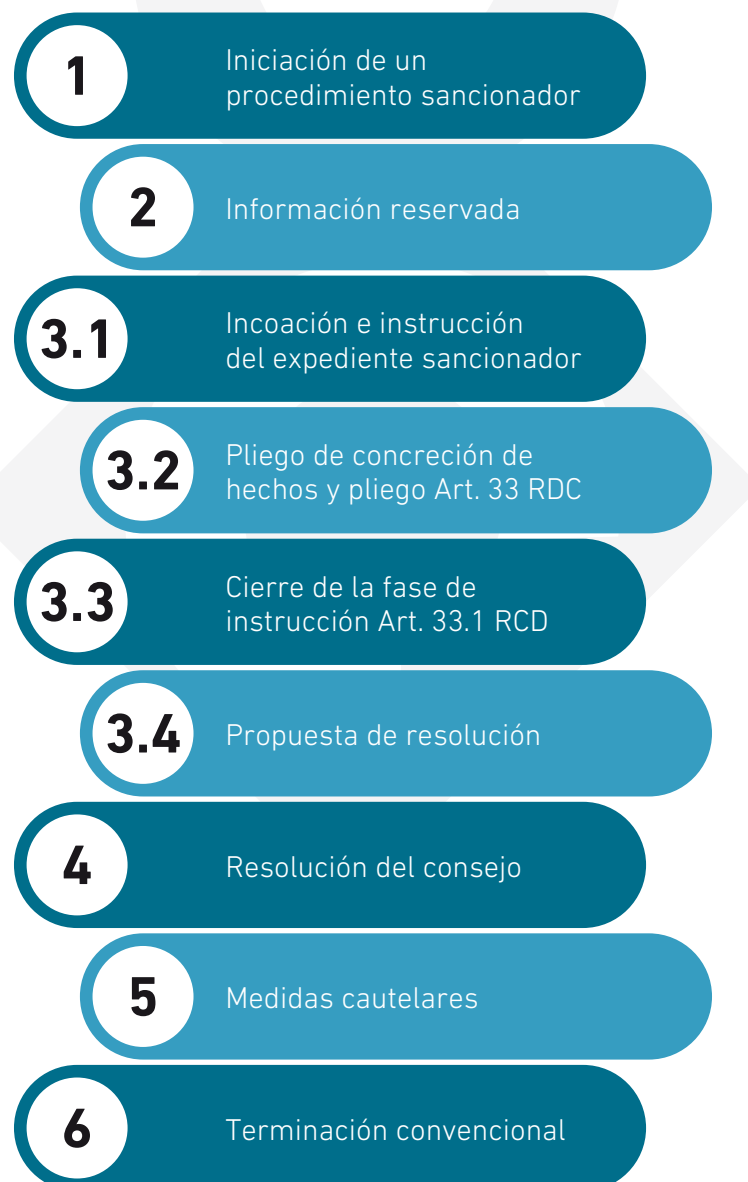 1
Iniciación de un
procedimiento sancionador
2
Información reservada
3.1
Incoación e instrucción
del expediente sancionador
3.2
Pliego de concreción de
hechos y pliego Art. 33 RDC
3.3
Cierre de la fase de
instrucción Art. 33.1 RCD
3.4
Propuesta de resolución
4
Resolución del consejo
5
Medidas cautelares
6
Terminación convencional